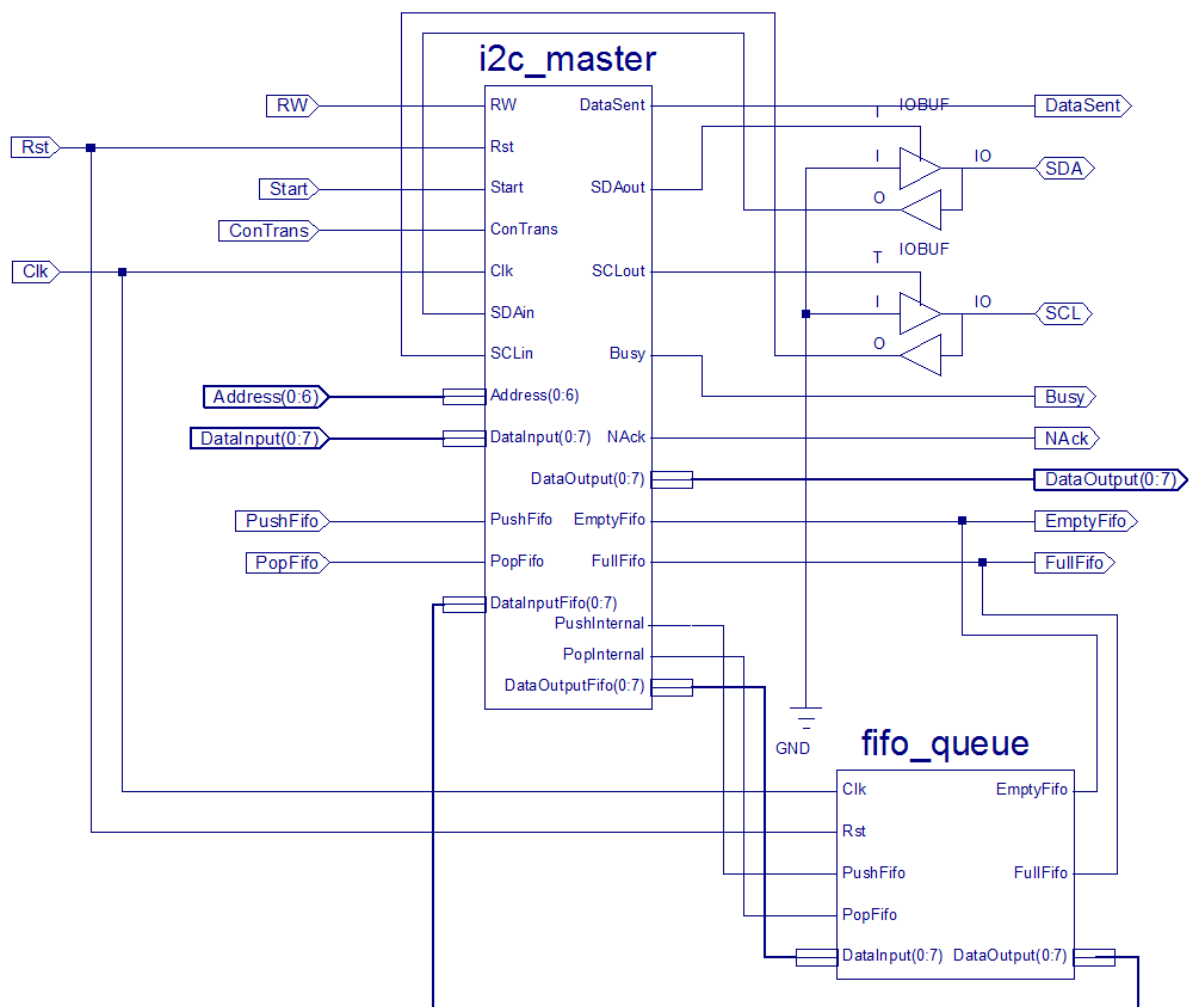 i2c_master
RW
RW
DataSent
T
IOBUF
DataSent
Rst
Rst
I
IO
SDA
Start
Start
SDAout
O
ConTrans
ConTrans
T
IOBUF
Clk
Clk
SCLout
SDAin
I
IO
SCL
SCLin
Busy
O
Address(0:6)
Address(0:6)
Busy
DataInput(0:7)
DataInput(0:7)
NAck
NAck
DataOutput(0:7)
DataOutput(0:7)
PushFifo
PushFifo
EmptyFifo
EmptyFifo
PopFifo
PopFifo
FullFifo
FullFifo
DataInputFifo(0:7)
PushInternal
PopInternal
DataOutputFifo(0:7)
GND
fifo_queue
Clk
EmptyFifo
Rst
PushFifo
FullFifo
PopFifo
DataInput(0:7)
DataOutput(0:7)